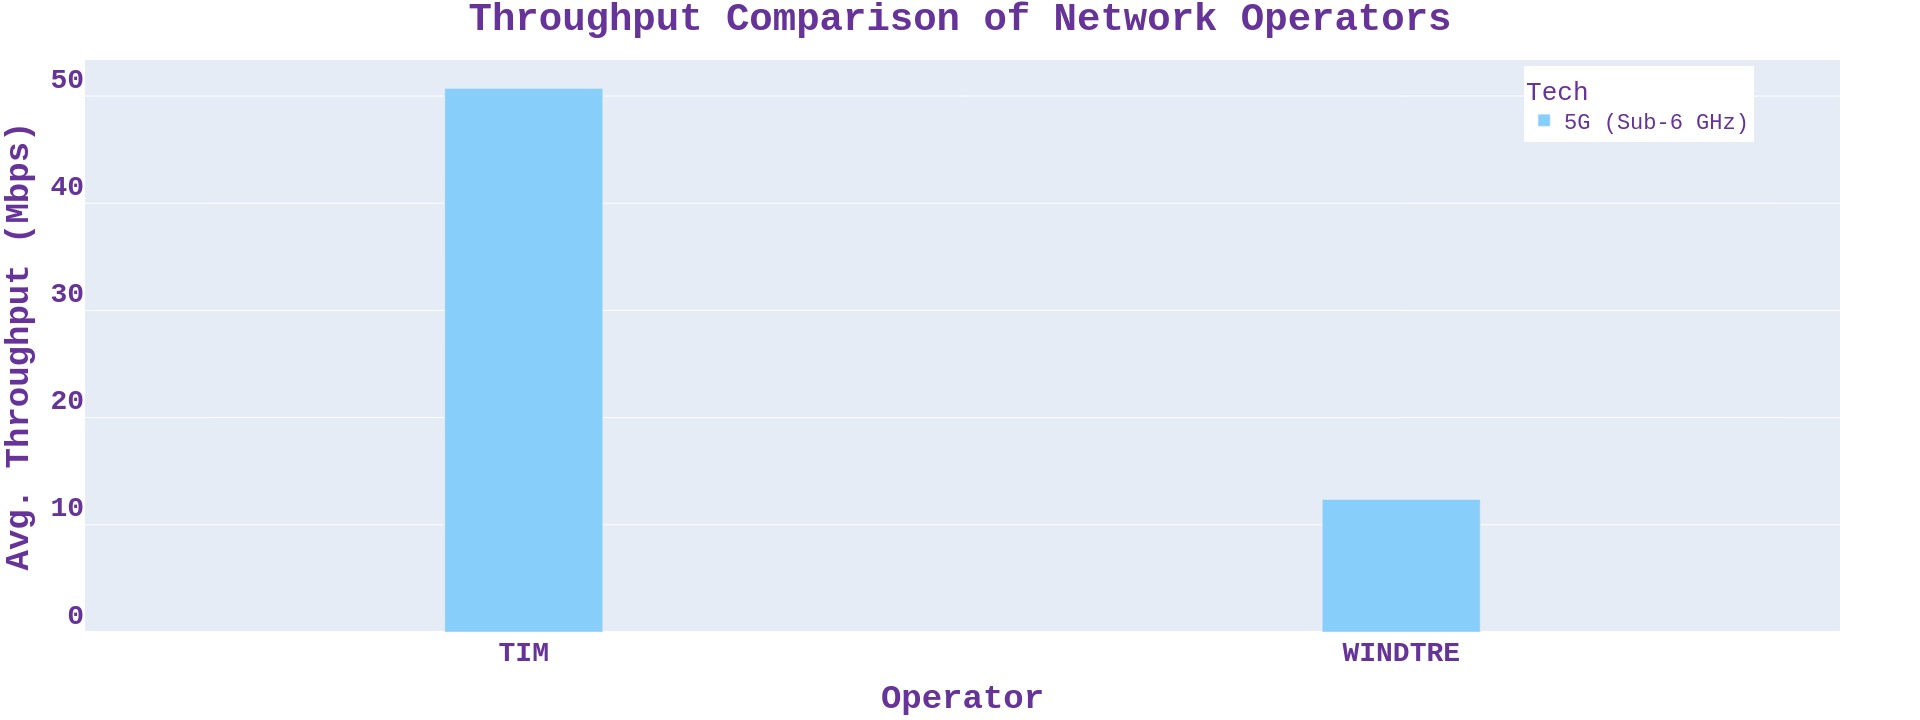 Throughput Comparison of Network Operators
Avg. Throughput (Mbps)
50
40
30
20
10
0
Tech
5G (Sub-6 GHz)
TIM
WINDTRE
Operator